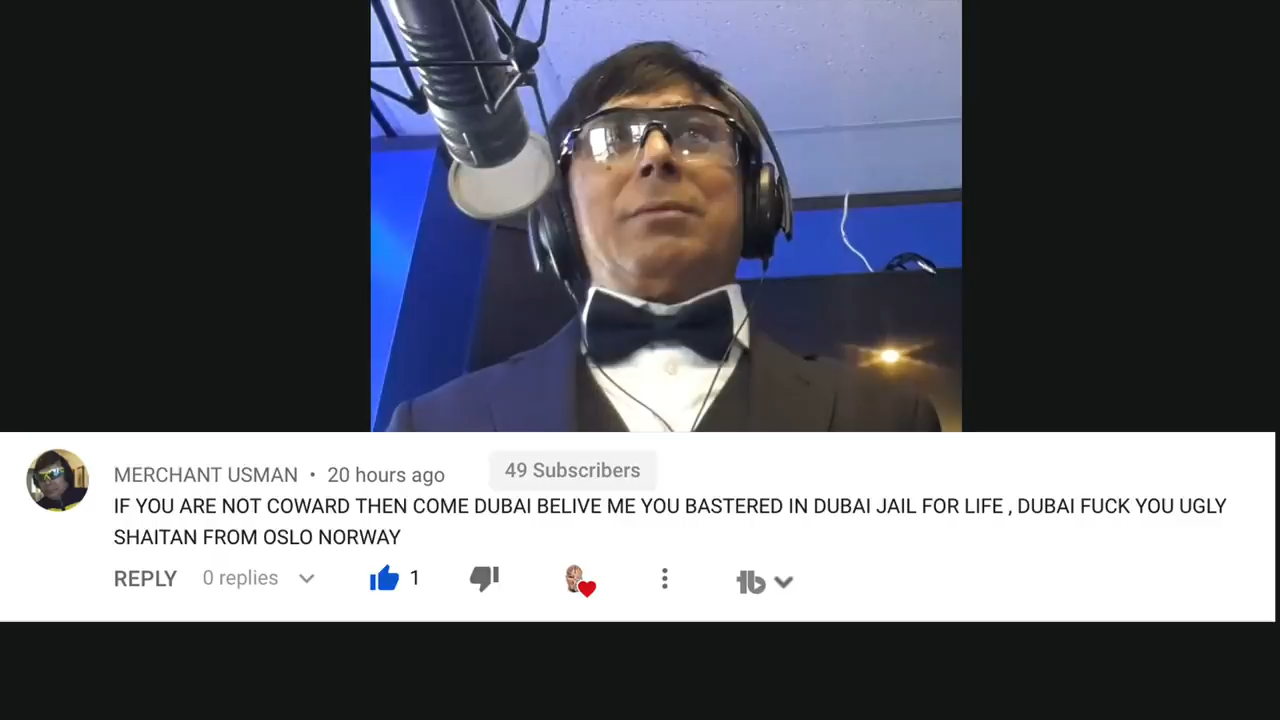 MERCHANT USMAN • 20 hours ago 49 Subscribers
IF YOU ARE NOT COWARD THEN COME DUBAI BELIVE ME YOU BASTERED IN DUBAI JAIL FOR LIFE , DUBAI FUCK YOU UGLY
SHAITAN FROM OSLO NORWAY
REPLY 0 replies 1 tb